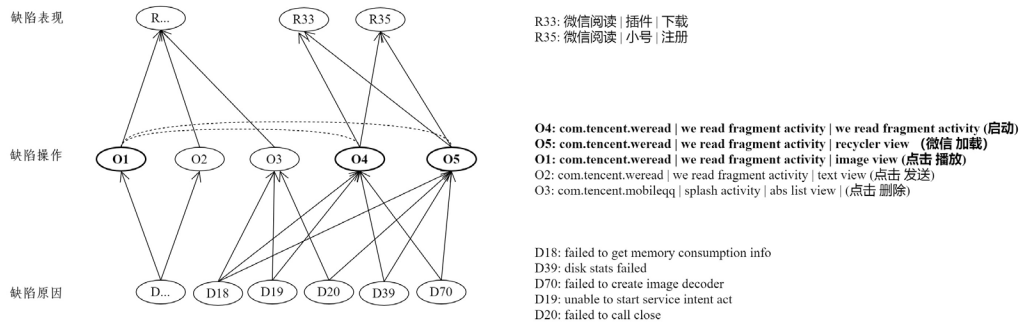 缺陷表现
R...
R33
R35
R33: 微信阅读 | 插件 | 下载
R35: 微信阅读 | 小号 | 注册
缺陷操作
O1
O2
O3
O4
O5
O4: com.tencent.weread | we read fragment activity | we read fragment activity (启动)
O5: com.tencent.weread | we read fragment activity | recycler view （微信 加载）
O1: com.tencent.weread | we read fragment activity | image view (点击 播放)
O2: com.tencent.weread | we read fragment activity | text view (点击 发送)
O3: com.tencent.mobileqq | splash activity | abs list view | (点击 删除)
缺陷原因
D...
D18
D19
D20
D39
D70
D18: failed to get memory consumption info
D39: disk stats failed
D70: failed to create image decoder
D19: unable to start service intent act
D20: failed to call close